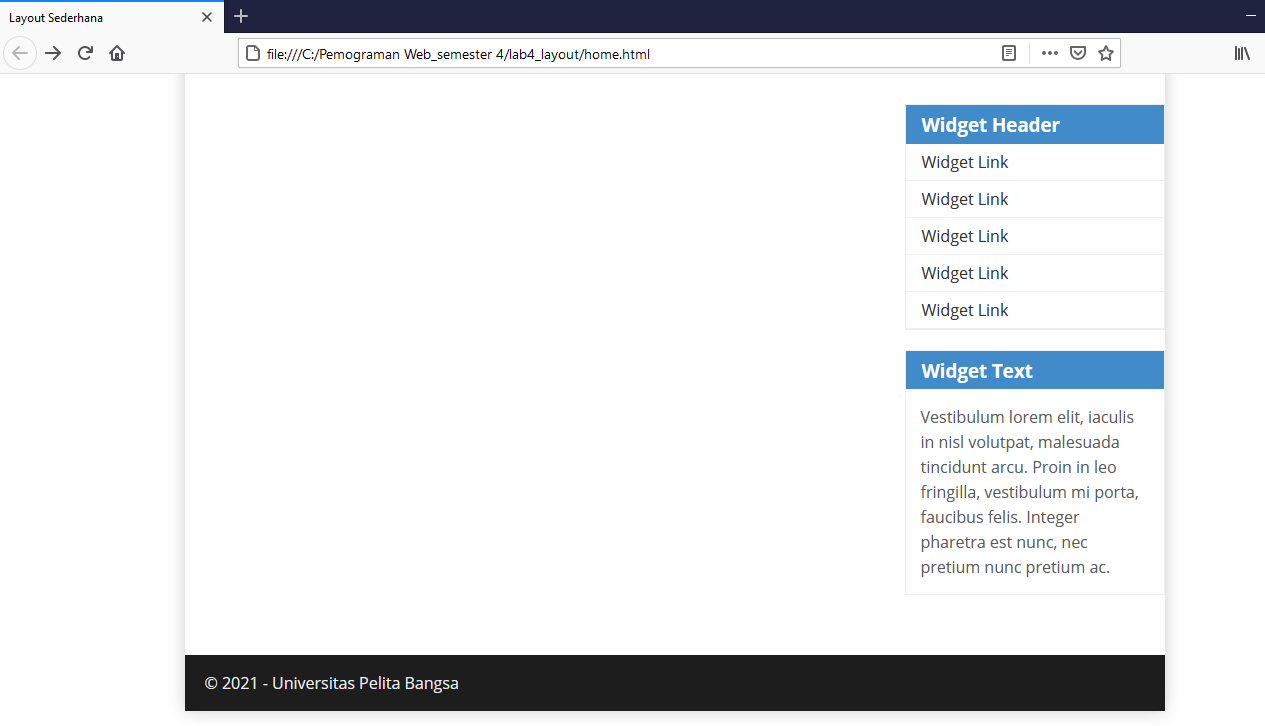 Layout Sederhana
file:///C:/Pemograman Web_semester 4/lab4_layout/home.html
Widget Header
Widget Link
Widget Link
Widget Link
Widget Link
Widget Link
Widget Text
Vestibulum lorem elit, iaculis
in nisl volutpat, malesuada
tincidunt arcu. Proin in leo
fringilla, vestibulum mi porta,
faucibus felis. Integer
pharetra est nunc, nec
pretium nunc pretium ac.
© 2021 - Universitas Pelita Bangsa